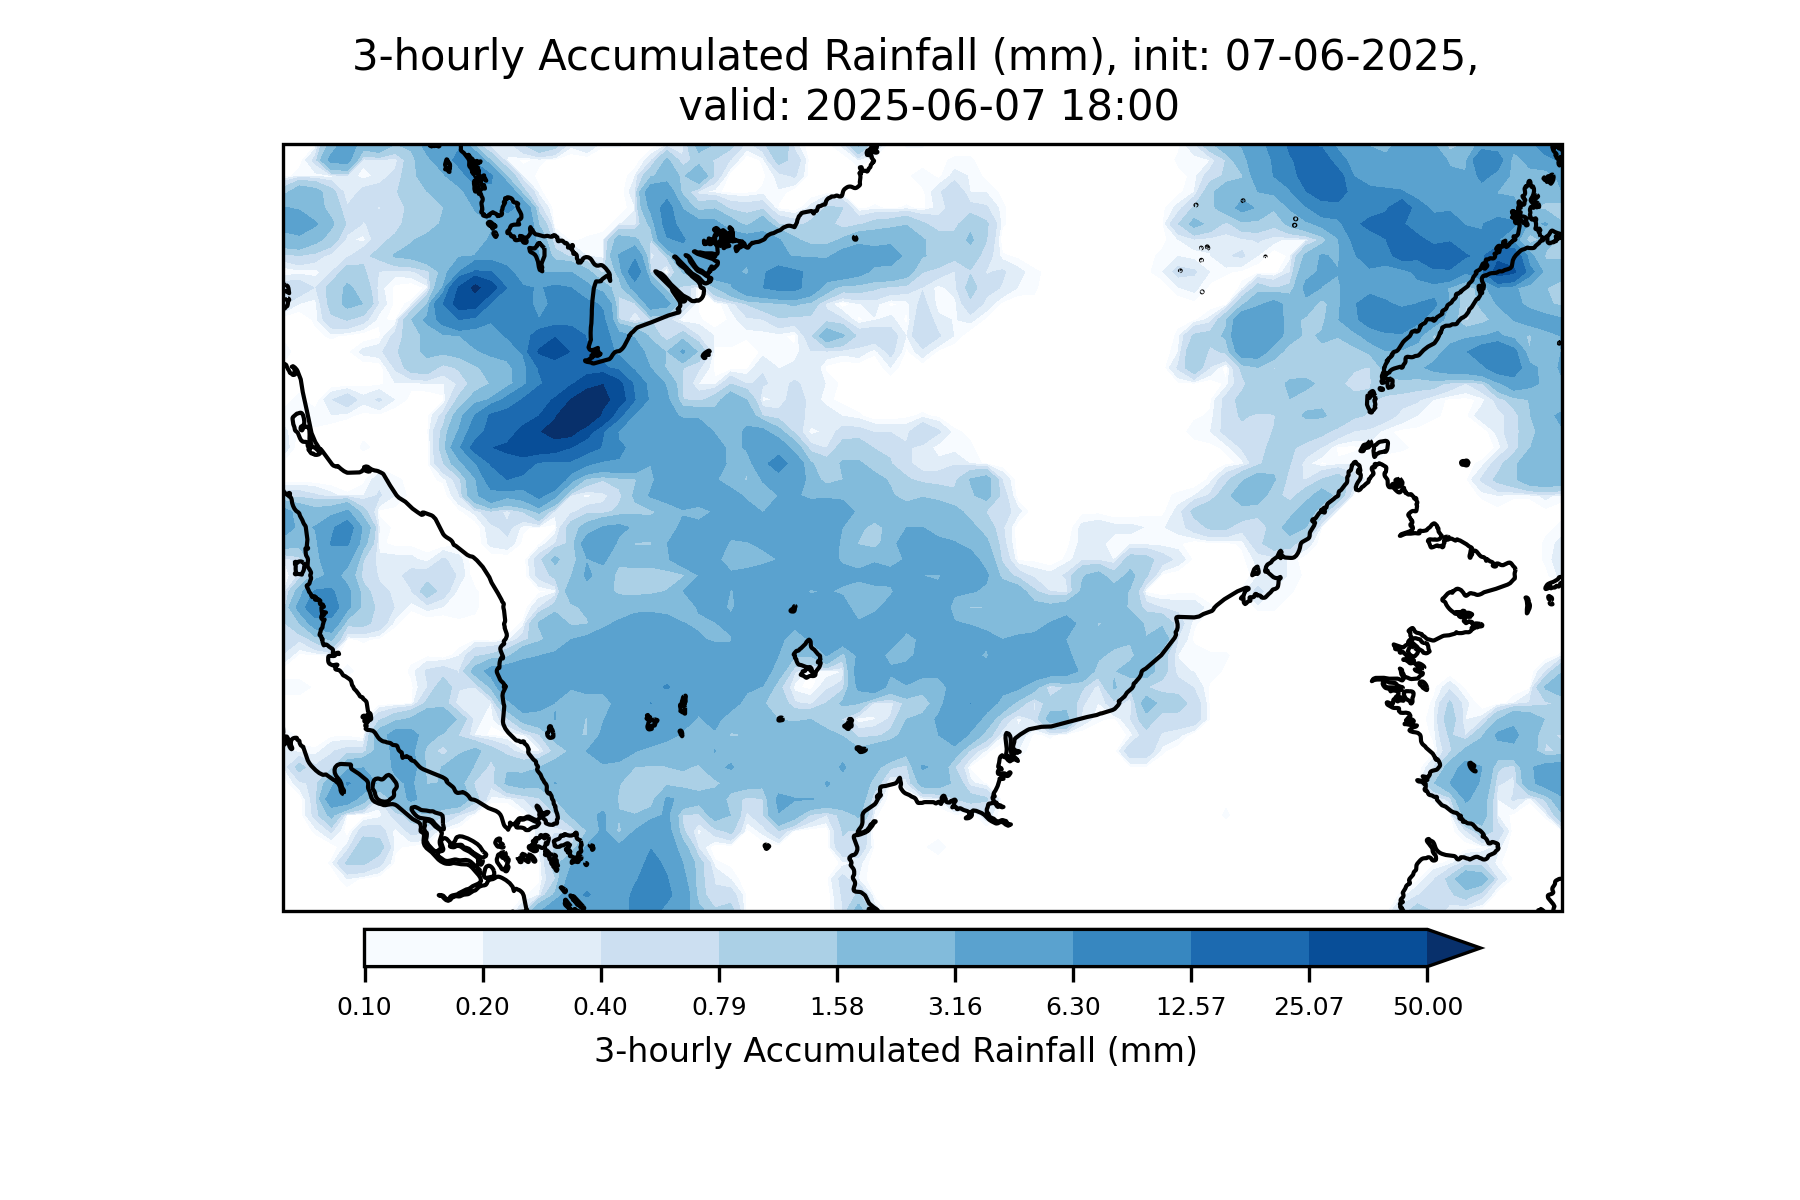 3-hourly Accumulated Rainfall (mm), init: 07-06-2025,
valid: 2025-06-07 18:00
0.10 0.20 0.40 0.79 1.58 3.16 6.30 12.57 25.07 50.00
3-hourly Accumulated Rainfall (mm)